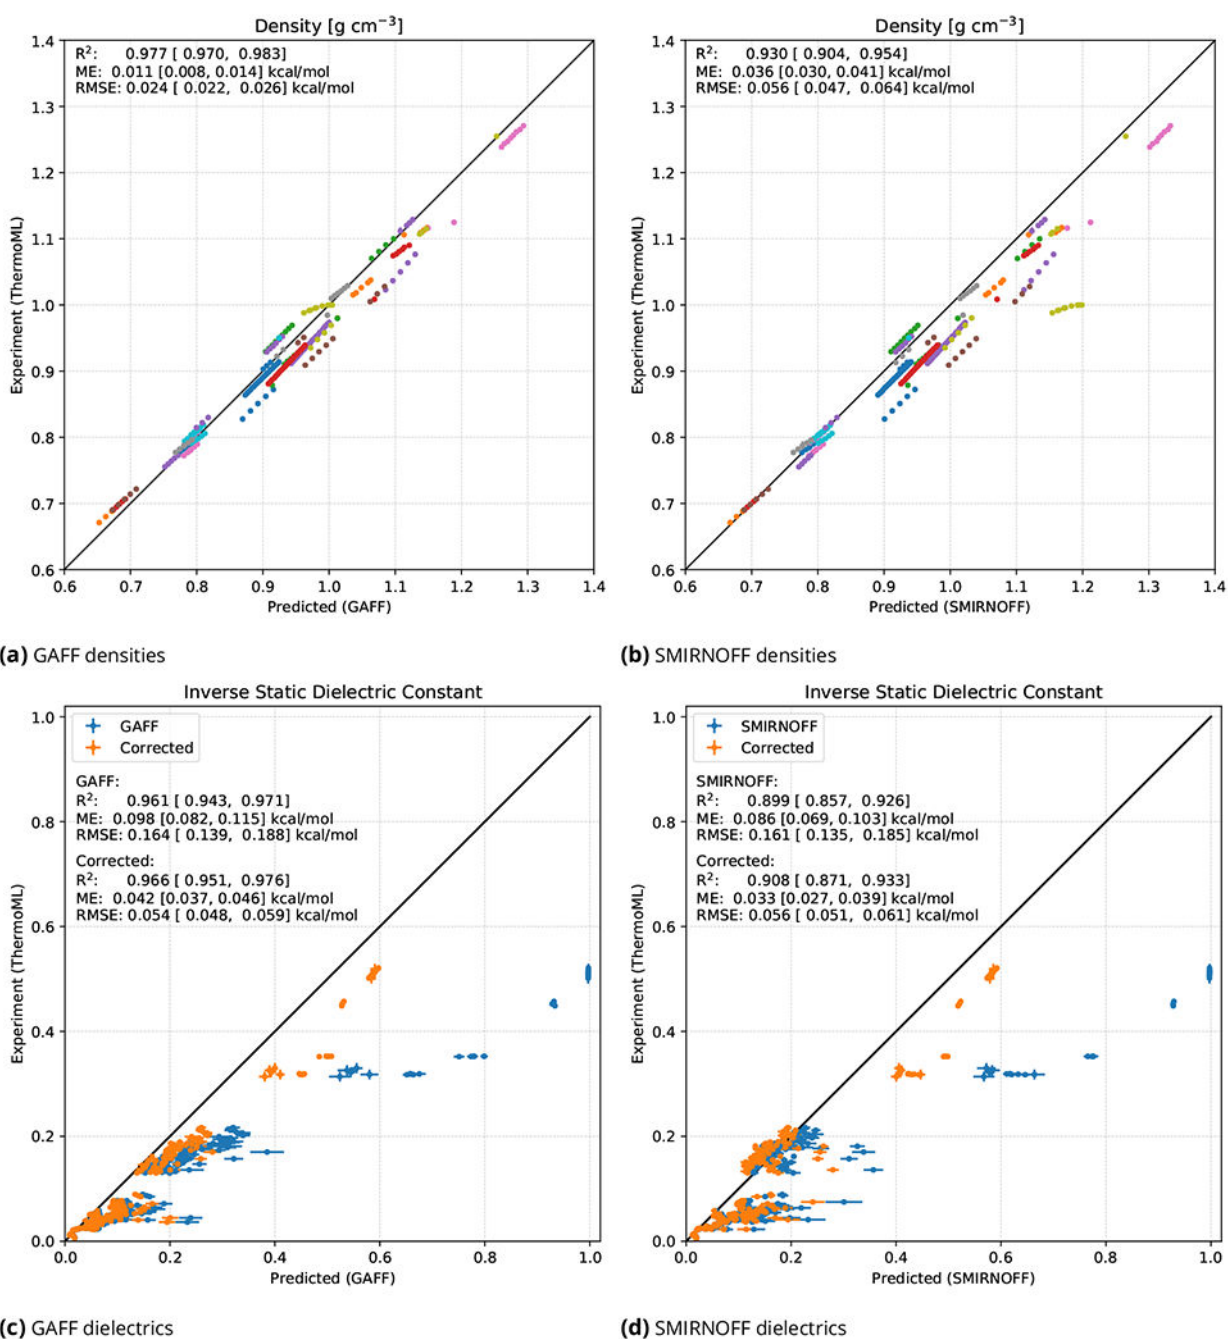 Density [g cm⁻³]
R²: 0.977 [ 0.970, 0.983]
ME: 0.011 [0.008, 0.014] kcal/mol
RMSE: 0.024 [ 0.022, 0.026] kcal/mol
1.4
1.3
1.2
1.1
1.0
0.9
0.8
0.7
0.6
Experiment (ThermoML)
0.6 0.7 0.8 0.9 1.0 1.1 1.2 1.3 1.4
Predicted (GAFF)
(a) GAFF densities
Density [g cm⁻³]
R²: 0.930 [ 0.904, 0.954]
ME: 0.036 [0.030, 0.041] kcal/mol
RMSE: 0.056 [ 0.047, 0.064] kcal/mol
1.4
1.3
1.2
1.1
1.0
0.9
0.8
0.7
0.6
Experiment (ThermoML)
0.6 0.7 0.8 0.9 1.0 1.1 1.2 1.3 1.4
Predicted (SMIRNOFF)
(b) SMIRNOFF densities
Inverse Static Dielectric Constant
GAFF
Corrected
GAFF:
R²: 0.961 [ 0.943, 0.971]
ME: 0.098 [0.082, 0.115] kcal/mol
RMSE: 0.164 [ 0.139, 0.188] kcal/mol
Corrected:
R²: 0.966 [ 0.951, 0.976]
ME: 0.042 [0.037, 0.046] kcal/mol
RMSE: 0.054 [ 0.048, 0.059] kcal/mol
1.0
0.8
0.6
0.4
0.2
0.0
Experiment (ThermoML)
0.0 0.2 0.4 0.6 0.8 1.0
Predicted (GAFF)
(c) GAFF dielectrics
Inverse Static Dielectric Constant
SMIRNOFF
Corrected
SMIRNOFF:
R²: 0.899 [ 0.857, 0.926]
ME: 0.086 [0.069, 0.103] kcal/mol
RMSE: 0.161 [ 0.135, 0.185] kcal/mol
Corrected:
R²: 0.908 [ 0.871, 0.933]
ME: 0.033 [0.027, 0.039] kcal/mol
RMSE: 0.056 [ 0.051, 0.061] kcal/mol
1.0
0.8
0.6
0.4
0.2
0.0
Experiment (ThermoML)
0.0 0.2 0.4 0.6 0.8 1.0
Predicted (SMIRNOFF)
(d) SMIRNOFF dielectrics